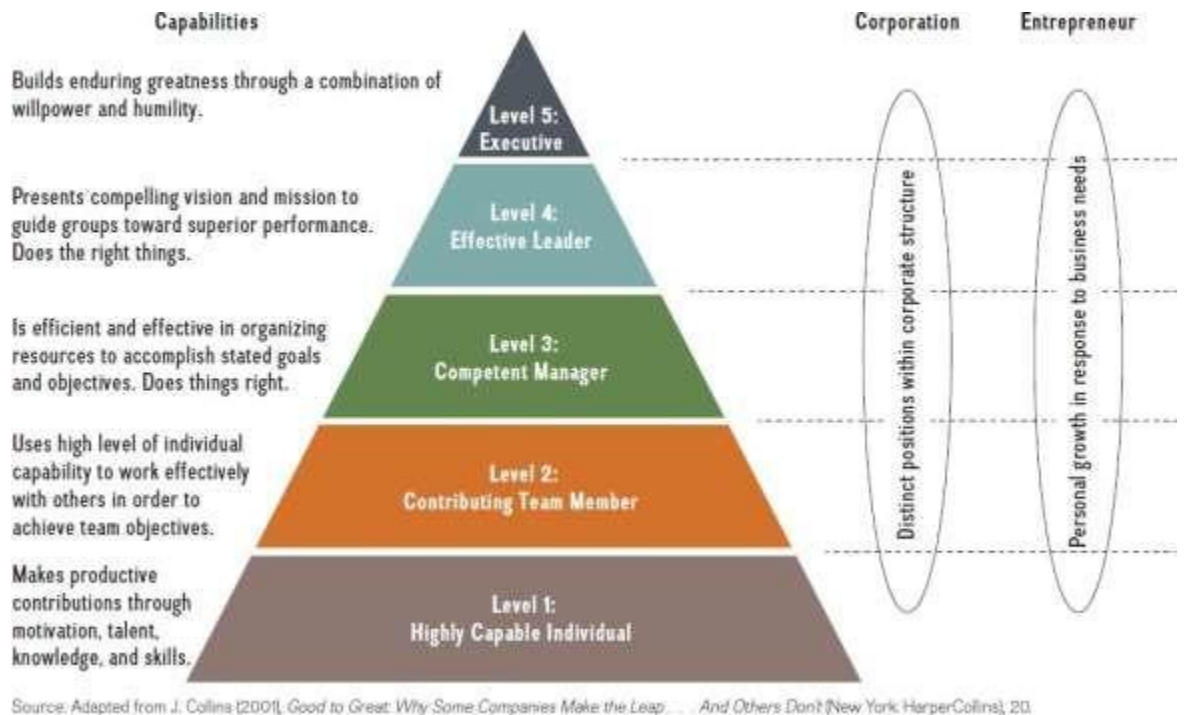 Capabilities
Corporation
Entrepreneur
Builds enduring greatness through a combination of
willpower and humility.
Level 5:
Executive
Presents compelling vision and mission to
guide groups toward superior performance.
Does the right things.
Level 4:
Effective Leader
Is efficient and effective in organizing
resources to accomplish stated goals
and objectives. Does things right.
Level 3:
Competent Manager
Uses high level of individual
capability to work effectively
with others in order to
achieve team objectives.
Level 2:
Contributing Team Member
Makes productive
contributions through
motivation, talent,
knowledge, and skills.
Level 1:
Highly Capable Individual
Distinct positions within corporate structure
Personal growth in response to business needs
Source: Adapted from J. Collins (2001), Good to Great: Why Some Companies Make the Leap . . . And Others Don't (New York: HarperCollins), 20.